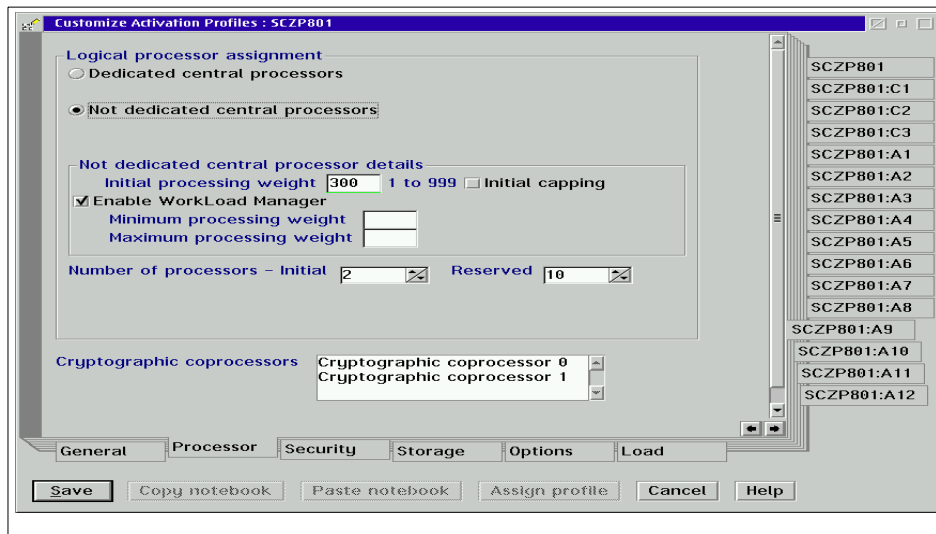 Customize Activation Profiles : SCZP801
Logical processor assignment
Dedicated central processors
Not dedicated central processors
Not dedicated central processor details
Initial processing weight 300 1 to 999 Initial capping
Enable WorkLoad Manager
Minimum processing weight
Maximum processing weight
Number of processors - Initial 2 Reserved 10
Cryptographic coprocessors
Cryptographic coprocessor 0
Cryptographic coprocessor 1
SCZP801
SCZP801:C1
SCZP801:C2
SCZP801:C3
SCZP801:A1
SCZP801:A2
SCZP801:A3
SCZP801:A4
SCZP801:A5
SCZP801:A6
SCZP801:A7
SCZP801:A8
SCZP801:A9
SCZP801:A10
SCZP801:A11
SCZP801:A12
General Processor Security Storage Options Load
Save Copy notebook Paste notebook Assign profile Cancel Help